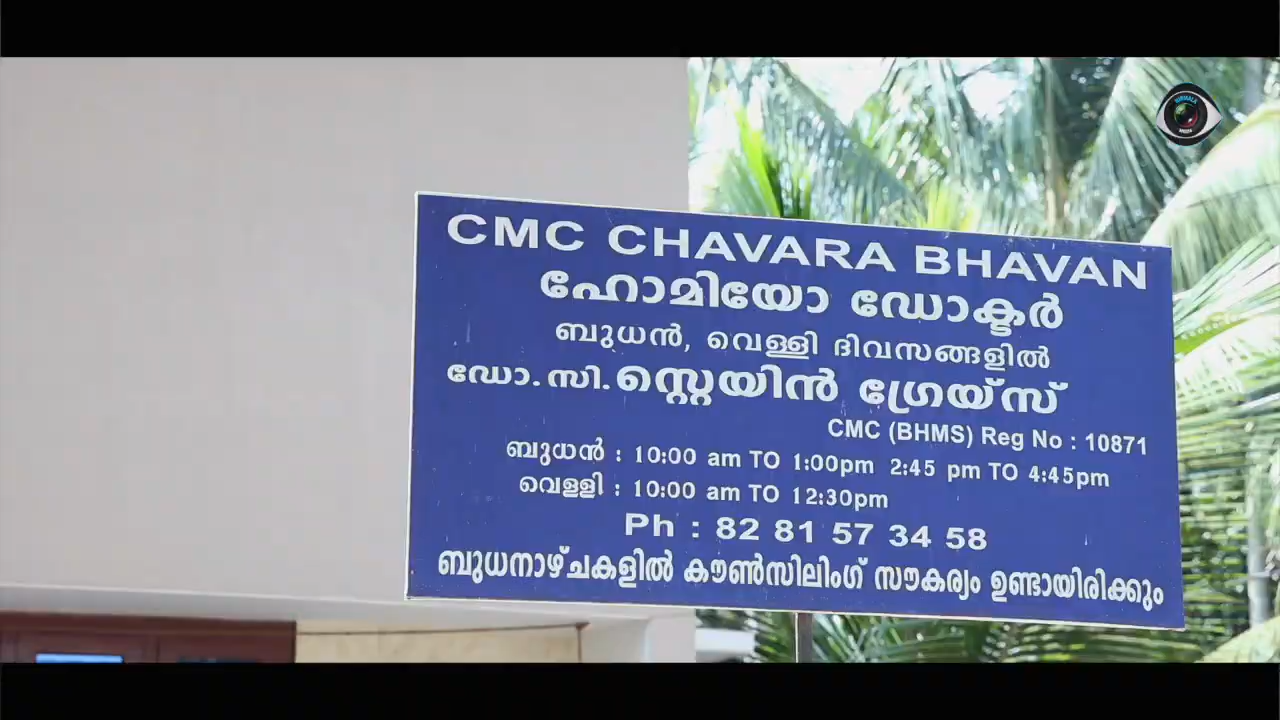 NIRMALA
MEDIA
CMC CHAVARA BHAVAN
ഹോമിയോ ഡോക്ടർ
ബുധൻ, വെള്ളി ദിവസങ്ങളിൽ
ഡോ.സി.സ്റ്റെയിൻ ഗ്രേയ്സ്
CMC (BHMS) Reg No : 10871
ബുധൻ : 10:00 am TO 1:00pm 2:45 pm TO 4:45pm
വെള്ളി : 10:00 am TO 12:30pm
Ph : 82 81 57 34 58
ബുധനാഴ്ചകളിൽ കൗൺസിലിംഗ് സൗകര്യം ഉണ്ടായിരിക്കും